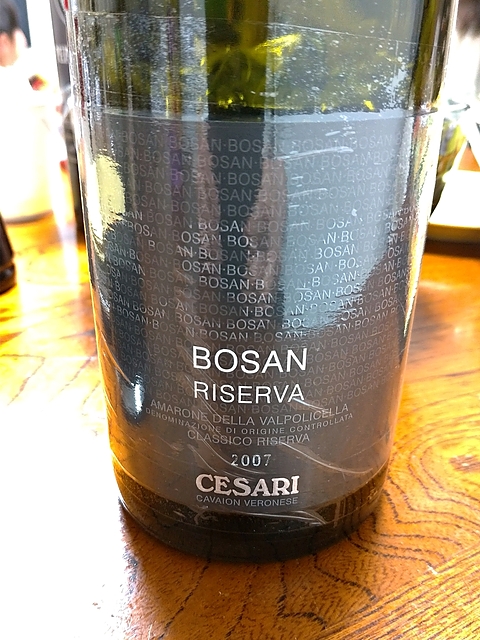 BOSAN
RISERVA
AMARONE DELLA VALPOLICELLA
DENOMINAZIONE DI ORIGINE CONTROLLATA
CLASSICO RISERVA
2007
CESARI
CAVAION VERONESE